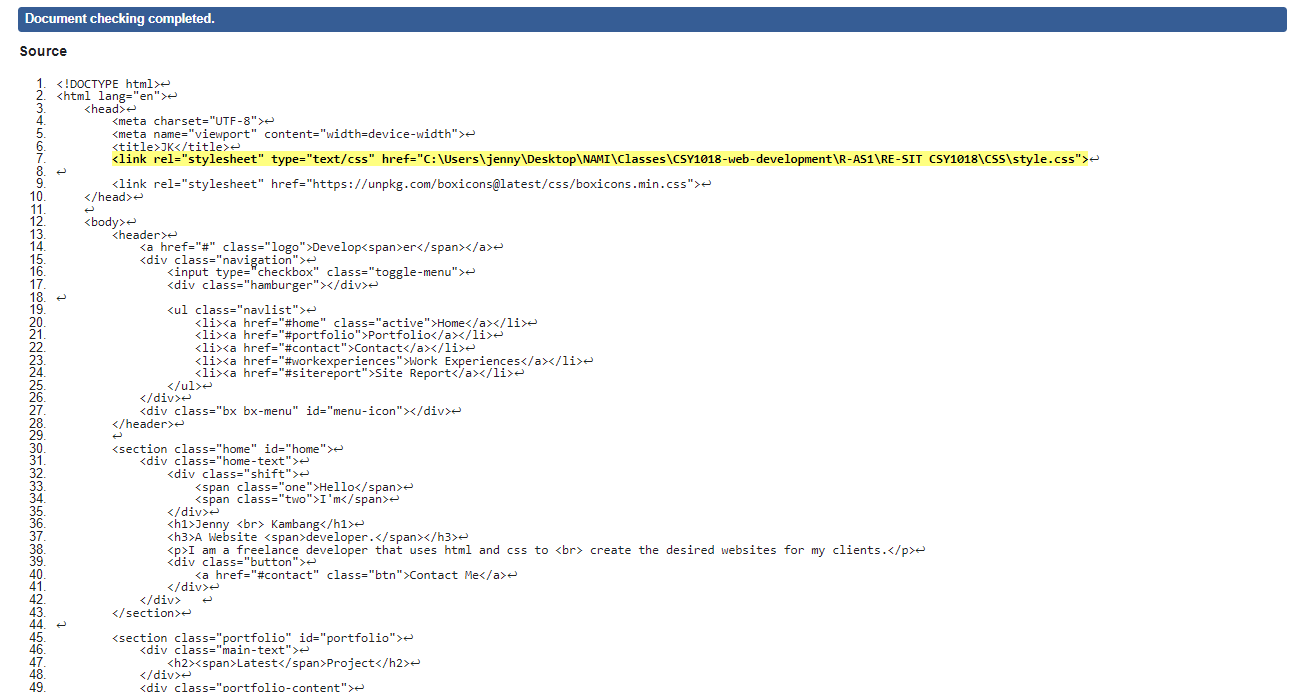 Document checking completed.
Source
1. <!DOCTYPE html>↩
2. <html lang="en">↩
3. <head>↩
4. <meta charset="UTF-8">↩
5. <meta name="viewport" content="width=device-width">↩
6. <title>JK</title>↩
7. <link rel="stylesheet" type="text/css" href="C:\Users\jenny\Desktop\NAMI\Classes\CSY1018-web-development\R-AS1\RE-SIT CSY1018\CSS\style.css">↩
8. ↩
9. <link rel="stylesheet" href="https://unpkg.com/boxicons@latest/css/boxicons.min.css">↩
10. </head>↩
11. ↩
12. <body>↩
13. <header>↩
14. <a href="#" class="logo">Develop<span>er</span></a>↩
15. <div class="navigation">↩
16. <input type="checkbox" class="toggle-menu">↩
17. <div class="hamburger"></div>↩
18. ↩
19. <ul class="navlist">↩
20. <li><a href="#home" class="active">Home</a></li>↩
21. <li><a href="#portfolio">Portfolio</a></li>↩
22. <li><a href="#contact">Contact</a></li>↩
23. <li><a href="#workexperiences">Work Experiences</a></li>↩
24. <li><a href="#sitereport">Site Report</a></li>↩
25. </ul>↩
26. </div>↩
27. <div class="bx bx-menu" id="menu-icon"></div>↩
28. </header>↩
29. ↩
30. <section class="home" id="home">↩
31. <div class="home-text">↩
32. <div class="shift">↩
33. <span class="one">Hello</span>↩
34. <span class="two">I'm</span>↩
35. </div>↩
36. <h1>Jenny <br> Kambang</h1>↩
37. <h3>A Website <span>developer.</span></h3>↩
38. <p>I am a freelance developer that uses html and css to <br> create the desired websites for my clients.</p>↩
39. <div class="button">↩
40. <a href="#contact" class="btn">Contact Me</a>↩
41. </div>↩
42. </div> ↩
43. </section>↩
44. ↩
45. <section class="portfolio" id="portfolio">↩
46. <div class="main-text">↩
47. <h2><span>Latest</span>Project</h2>↩
48. </div>↩
49. <div class="portfolio-content">↩